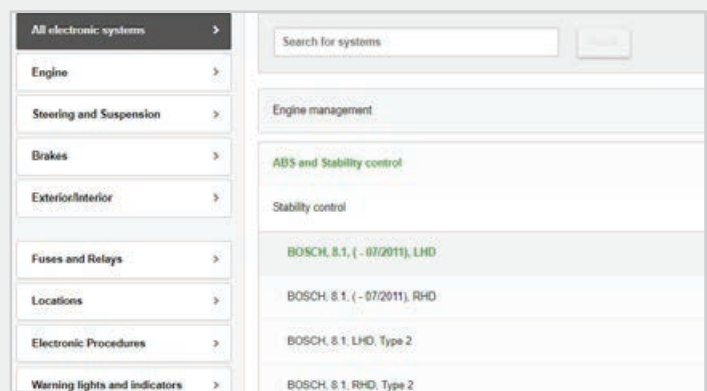 All electronic systems
Engine
Steering and Suspension
Brakes
Exterior/Interior
Fuses and Relays
Locations
Electronic Procedures
Warning lights and indicators
Search for systems
Engine management
ABS and Stability control
Stability control
BOSCH, 8.1, ( - 07/2011), LHD
BOSCH, 8.1, ( - 07/2011), RHD
BOSCH, 8.1, LHD, Type 2
BOSCH, 8.1, RHD, Type 2